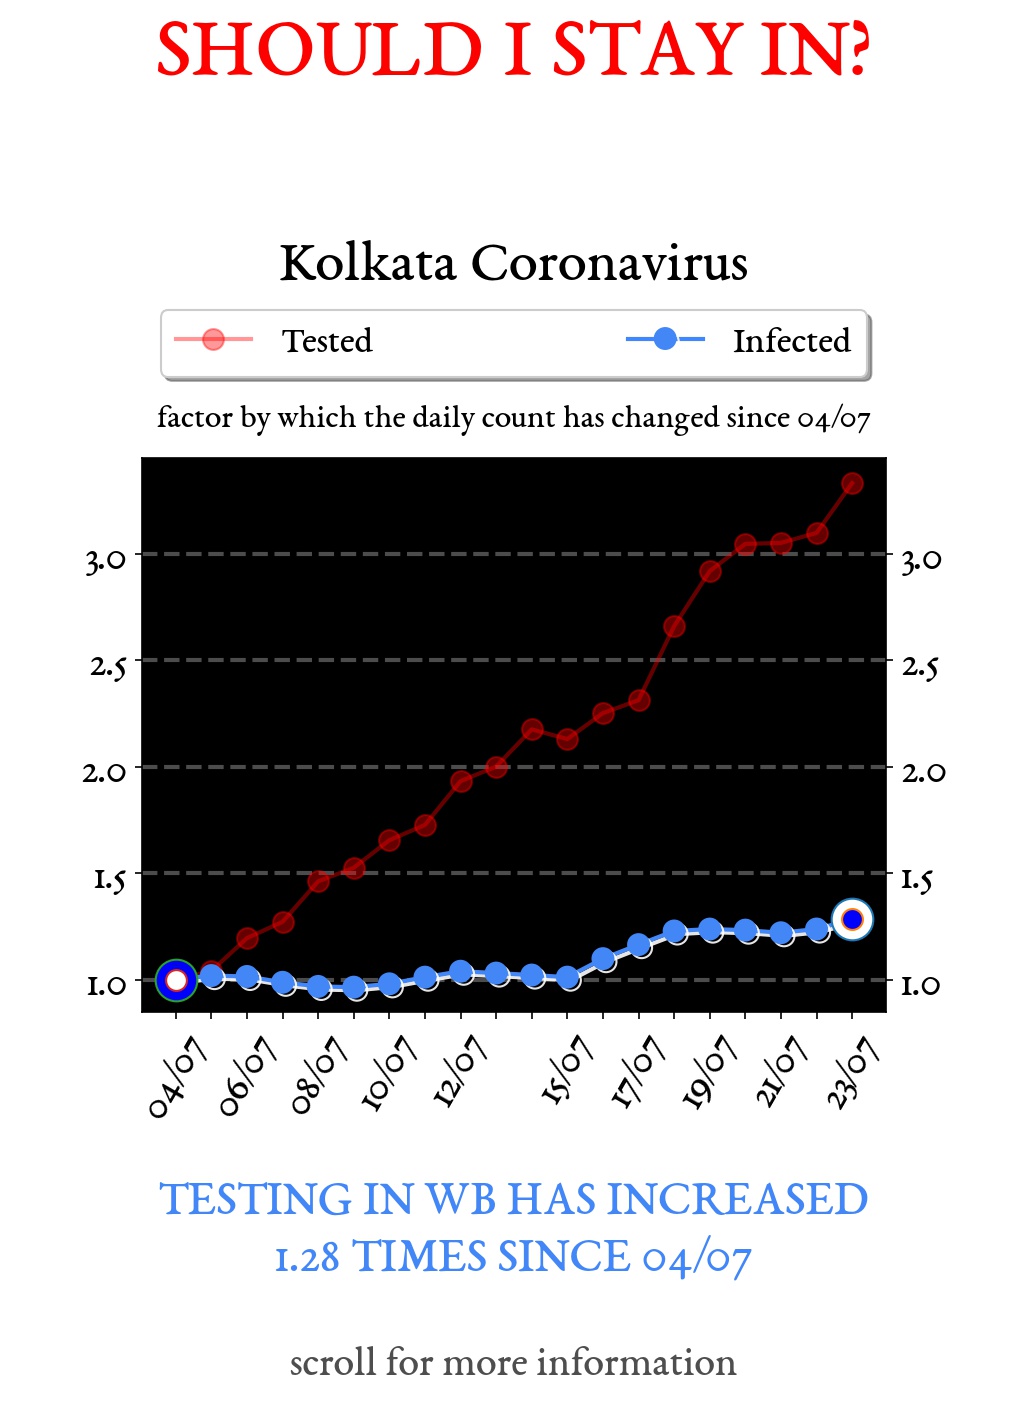 SHOULD I STAY IN?
Kolkata Coronavirus
Tested Infected
factor by which the daily count has changed since 04/07
3.0 3.0
2.5 2.5
2.0 2.0
1.5 1.5
1.0 1.0
04/07 06/07 08/07 10/07 12/07 15/07 17/07 19/07 21/07 23/07
TESTING IN WB HAS INCREASED
1.28 TIMES SINCE 04/07
scroll for more information